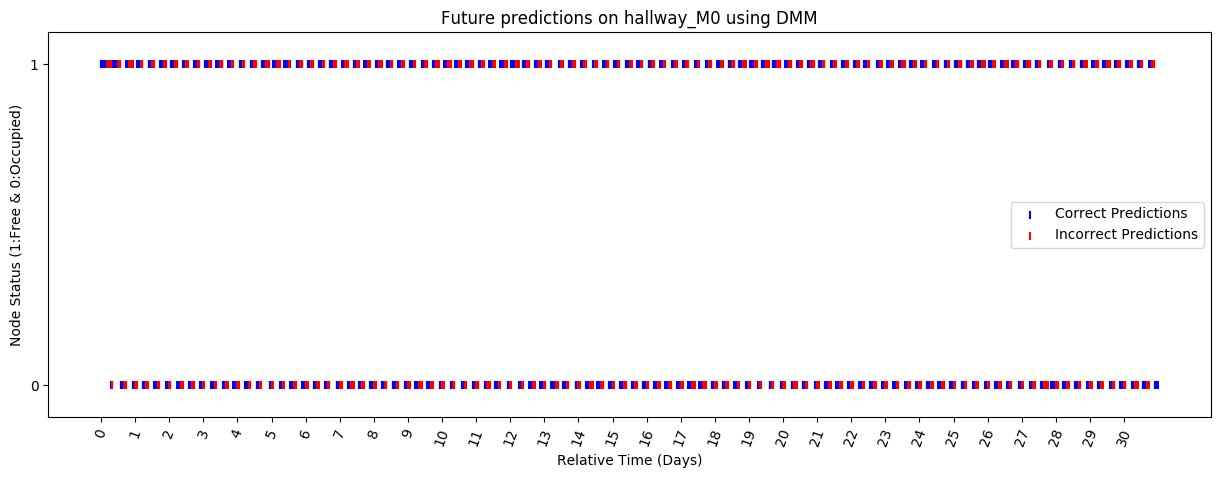 Future predictions on hallway_M0 using DMM
Node Status (1:Free & 0:Occupied)
1
0
Correct Predictions
Incorrect Predictions
0 1 2 3 4 5 6 7 8 9 10 11 12 13 14 15 16 17 18 19 20 21 22 23 24 25 26 27 28 29 30
Relative Time (Days)